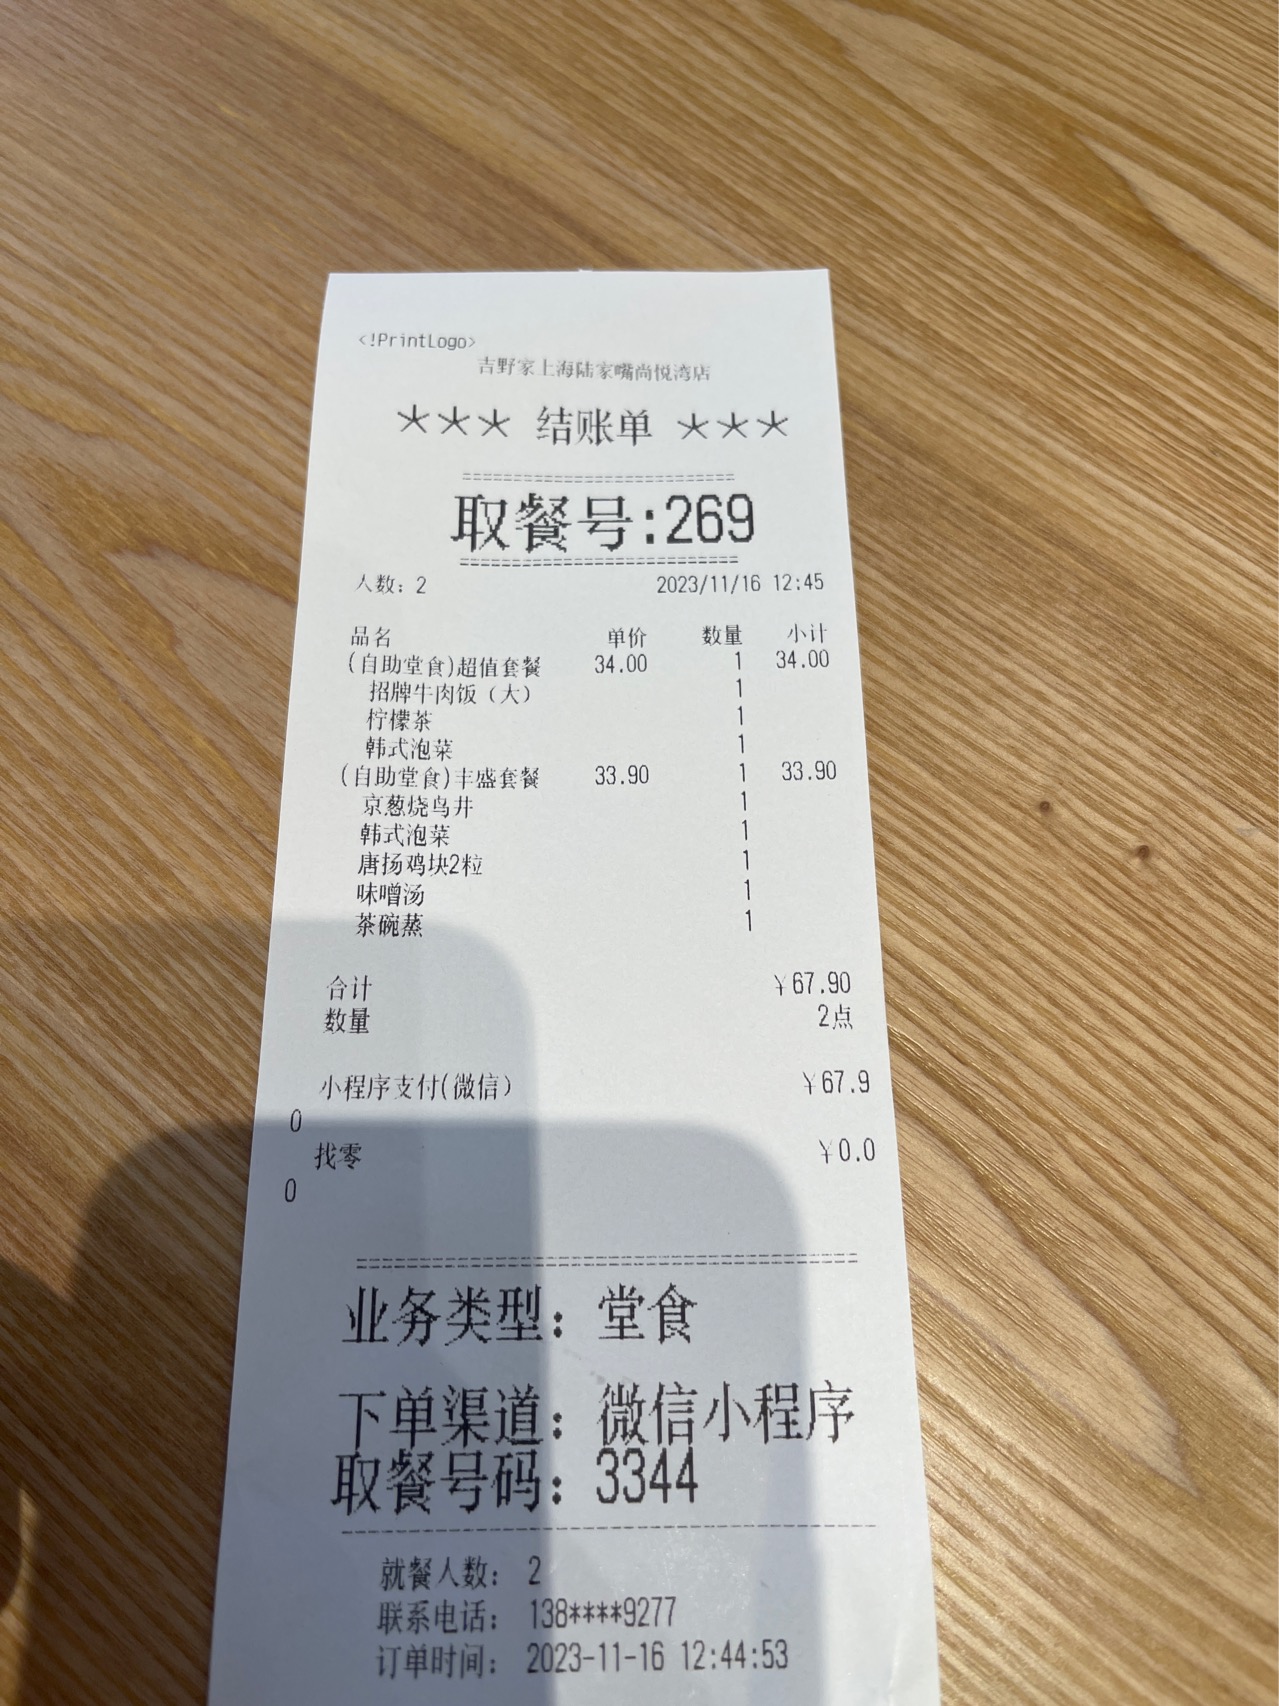 <!PrintLogo>
吉野家上海陆家嘴尚悦湾店
*** 结账单 ***
================================
取餐号:269
================================
人数：2 2023/11/16 12:45
品名 单价 数量 小计
(自助堂食)超值套餐 34.00 1 34.00
招牌牛肉饭（大） 1
柠檬茶 1
韩式泡菜 1
(自助堂食)丰盛套餐 33.90 1 33.90
京葱烧鸟井 1
韩式泡菜 1
唐扬鸡块2粒 1
味噌汤 1
茶碗蒸 1
合计 ￥67.90
数量 2点
小程序支付(微信) ￥67.9
0
找零 ￥0.0
0
业务类型：堂食
下单渠道：微信小程序
取餐号码：3344
就餐人数： 2
联系电话： 138****9277
订单时间： 2023-11-16 12:44:53